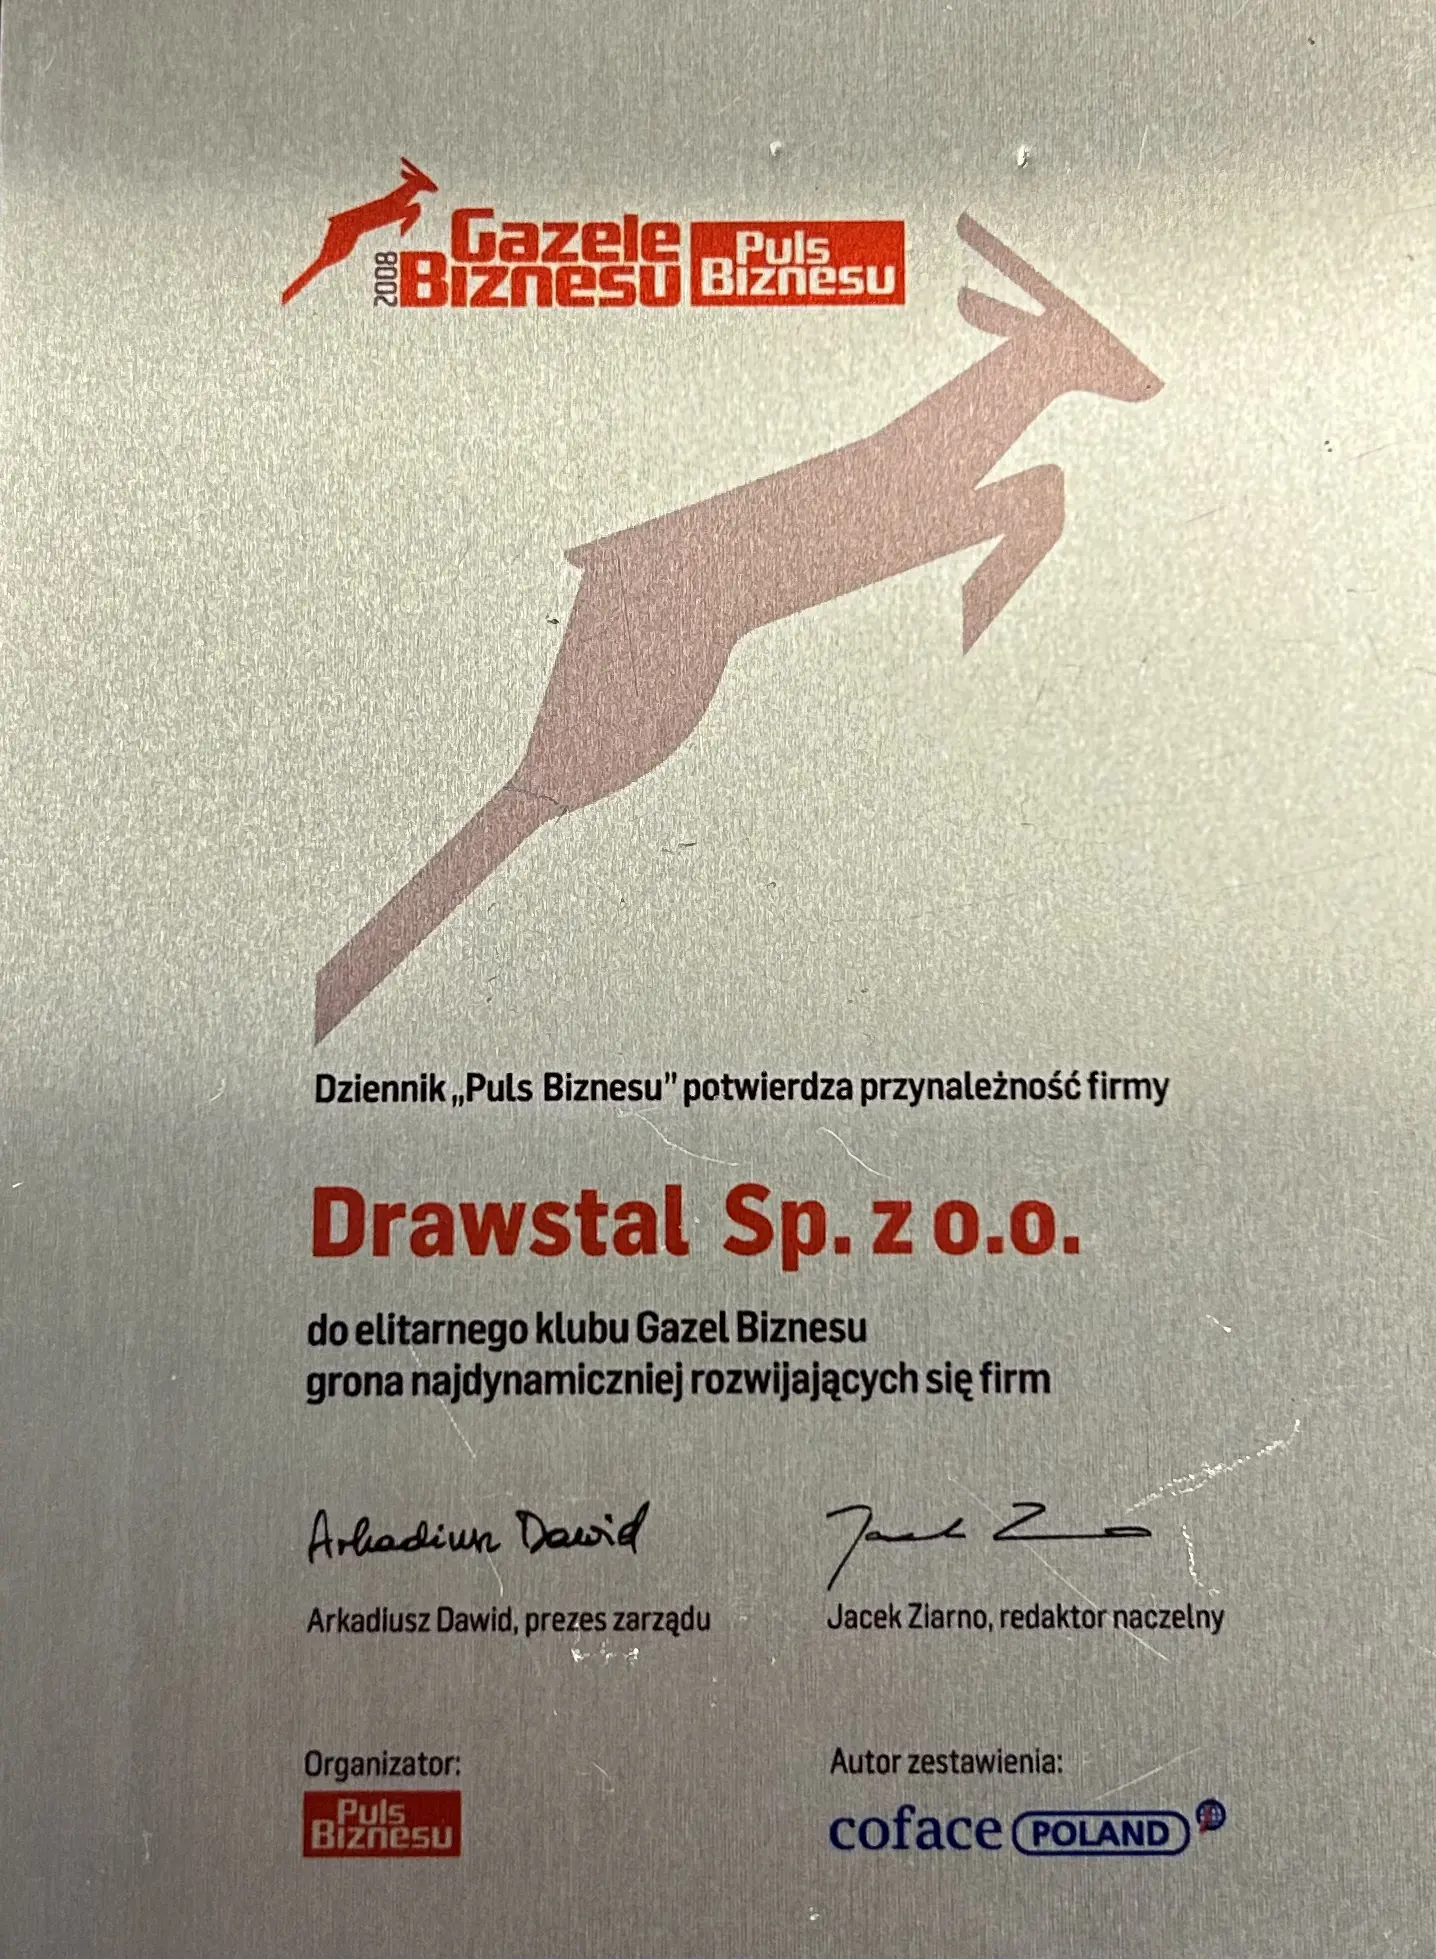 Gazele
2008 Biznesu
Puls
Biznesu
Dziennik „Puls Biznesu” potwierdza przynależność firmy
Drawstal Sp. z o.o.
do elitarnego klubu Gazel Biznesu
grona najdynamiczniej rozwijających się firm
Arkadiusz Dawid
Jacek Z
Arkadiusz Dawid, prezes zarządu
Jacek Ziarno, redaktor naczelny
Organizator:
Puls
Biznesu
Autor zestawienia:
coface POLAND